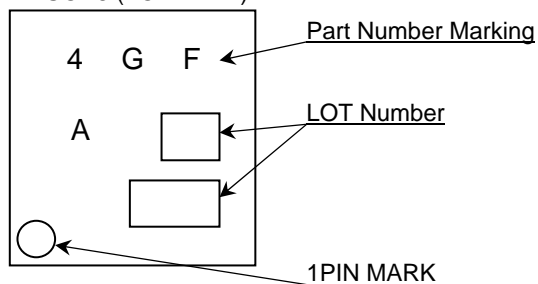 4 G F
Part Number Marking
A
LOT Number
1PIN MARK